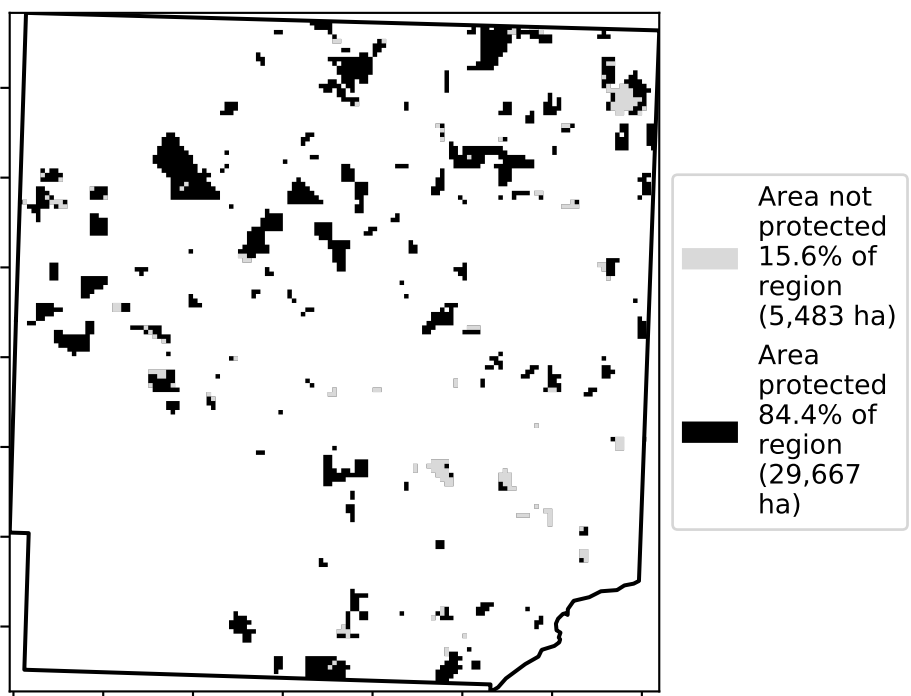 Area not
protected
15.6% of
region
(5,483 ha)
Area
protected
84.4% of
region
(29,667
ha)